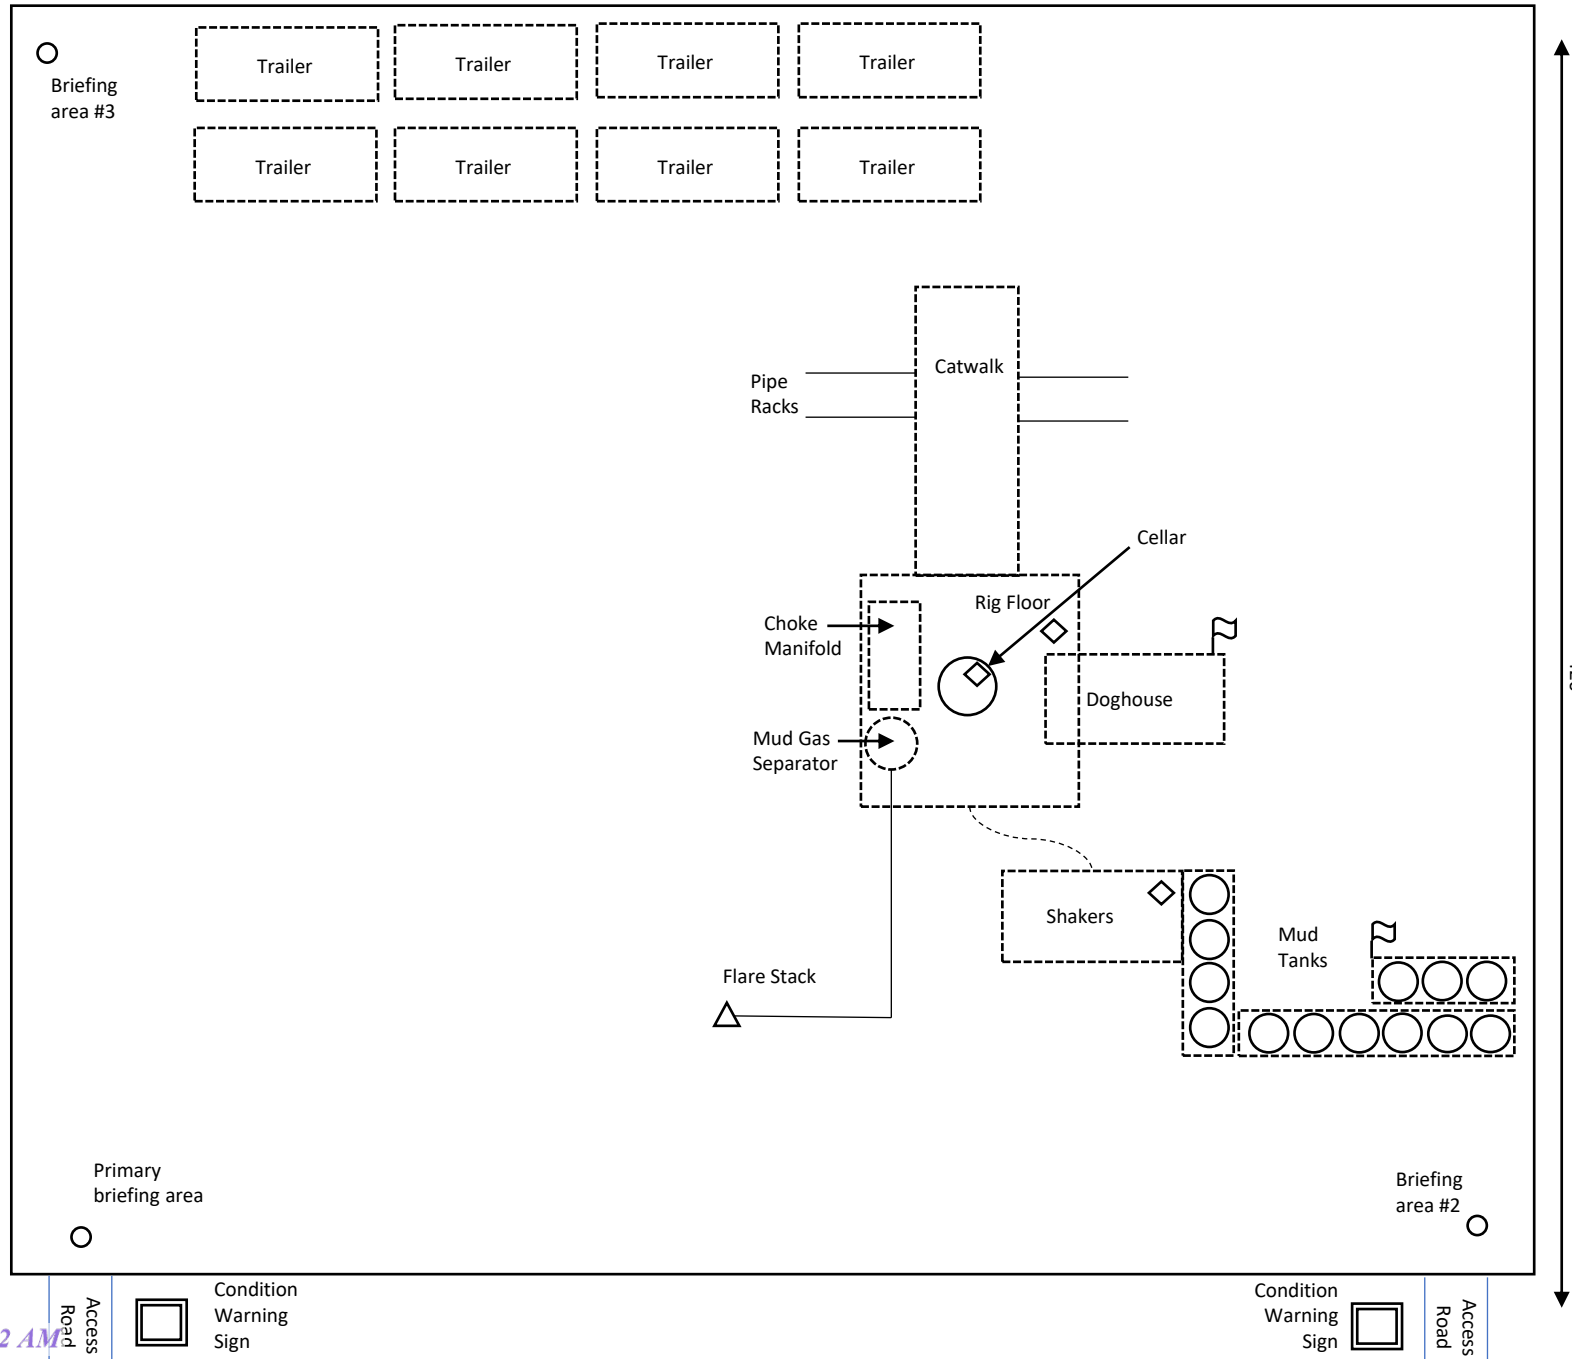 Trailer
Trailer
Trailer
Trailer
Briefing
area #3
Trailer
Trailer
Trailer
Trailer
Catwalk
Pipe
Racks
Cellar
Rig Floor
Choke
Manifold
Doghouse
Mud Gas
Separator
Shakers
Mud
Tanks
Flare Stack
Primary
briefing area
Briefing
area #2
Access
Road
Condition
Warning
Sign
Condition
Warning
Sign
Access
Road
2 AM